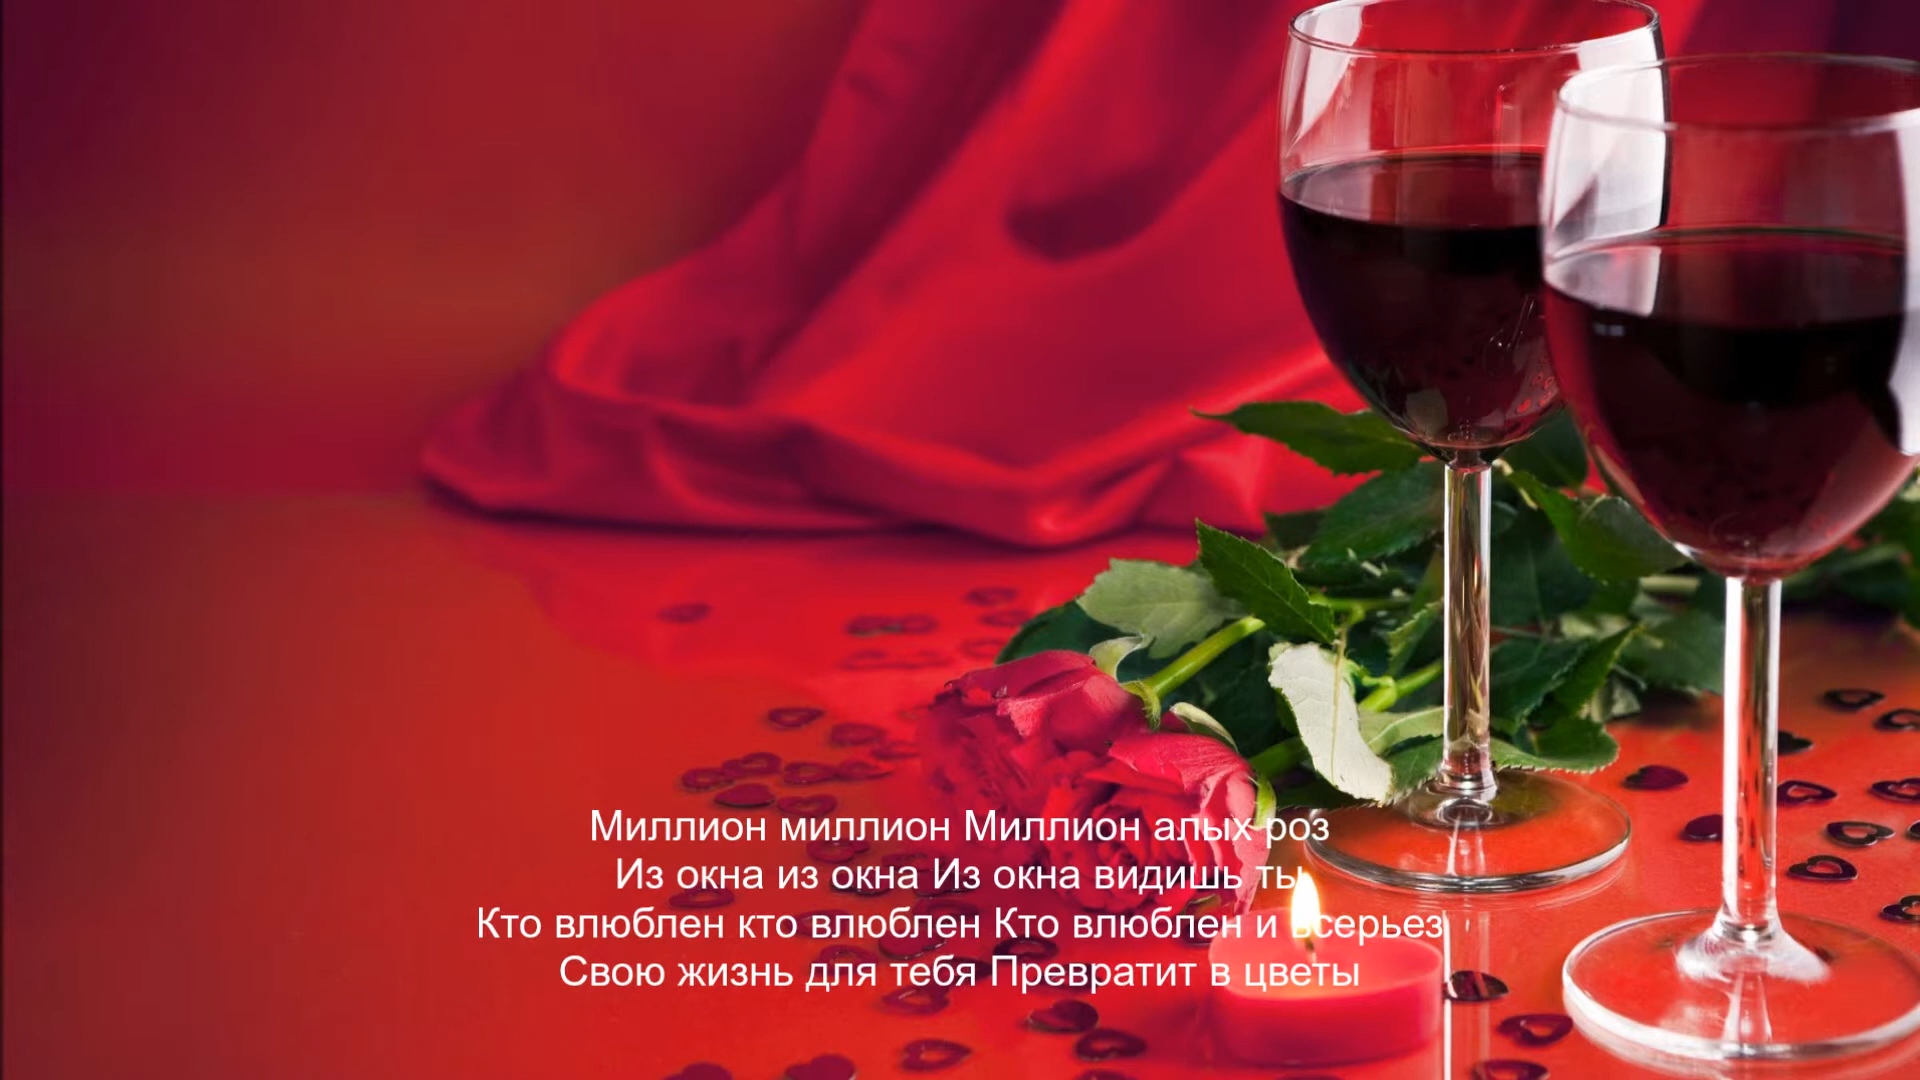 Миллион миллион Миллион алых роз
Из окна из окна Из окна видишь ты
Кто влюблен кто влюблен Кто влюблен и всерьез
Свою жизнь для тебя Превратит в цветы